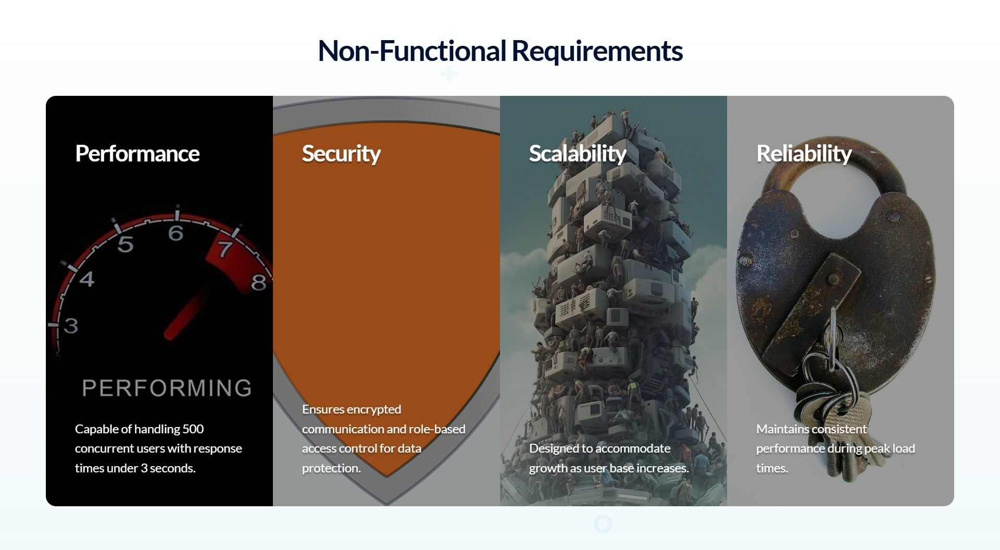 Non-Functional Requirements
Performance
5
6
7
4
8
3
PERFORMING
Capable of handling 500
concurrent users with response
times under 3 seconds.
Security
Ensures encrypted
communication and role-based
access control for data
protection.
Scalability
Designed to accommodate
growth as user base increases.
Reliability
Maintains consistent
performance during peak load
times.